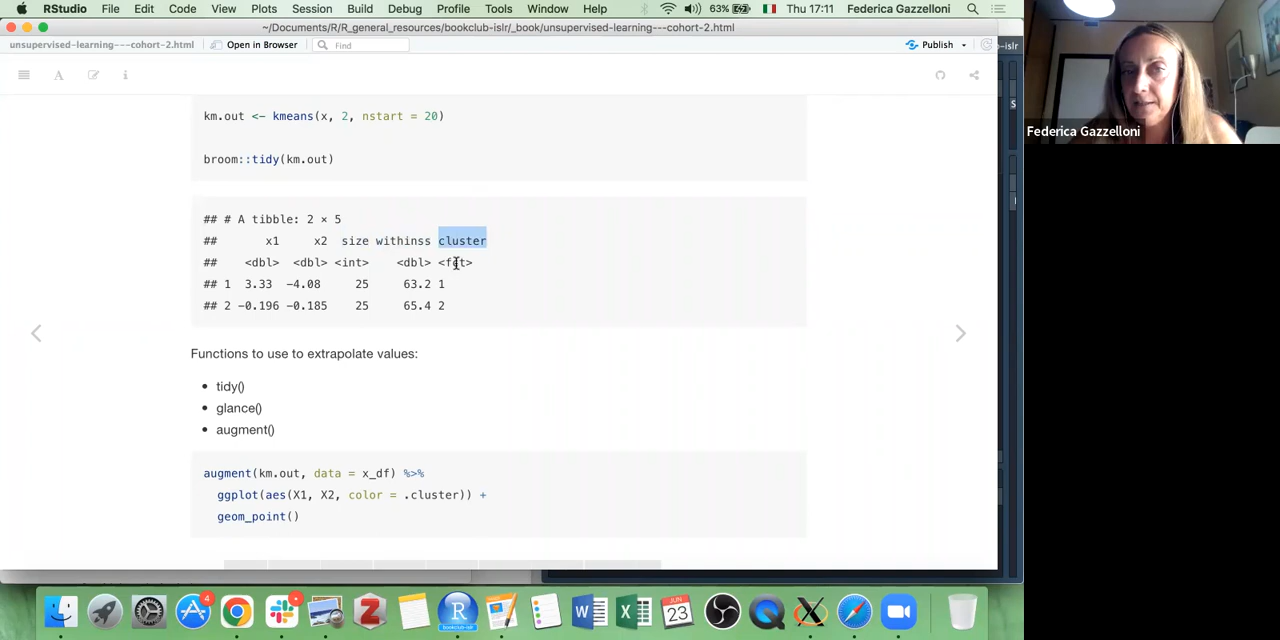 RStudio File Edit Code View Plots Session Build Debug Profile Tools Window Help 63% Thu 17:11 Federica Gazzelloni
~/Documents/R/R_general_resources/bookclub-islr/_book/unsupervised-learning---cohort-2.html
unsupervised-learning---cohort-2.html Open in Browser Find Publish
km.out <- kmeans(x, 2, nstart = 20)
broom::tidy(km.out)
## # A tibble: 2 × 5
## x1 x2 size withinss cluster
## <dbl> <dbl> <int> <dbl> <fct>
## 1 3.33 -4.08 25 63.2 1
## 2 -0.196 -0.185 25 65.4 2
Functions to use to extrapolate values:
• tidy()
• glance()
• augment()
augment(km.out, data = x_df) %>%
ggplot(aes(X1, X2, color = .cluster)) +
geom_point()
Federica Gazzelloni
4
JUN
23
bookclub-islr